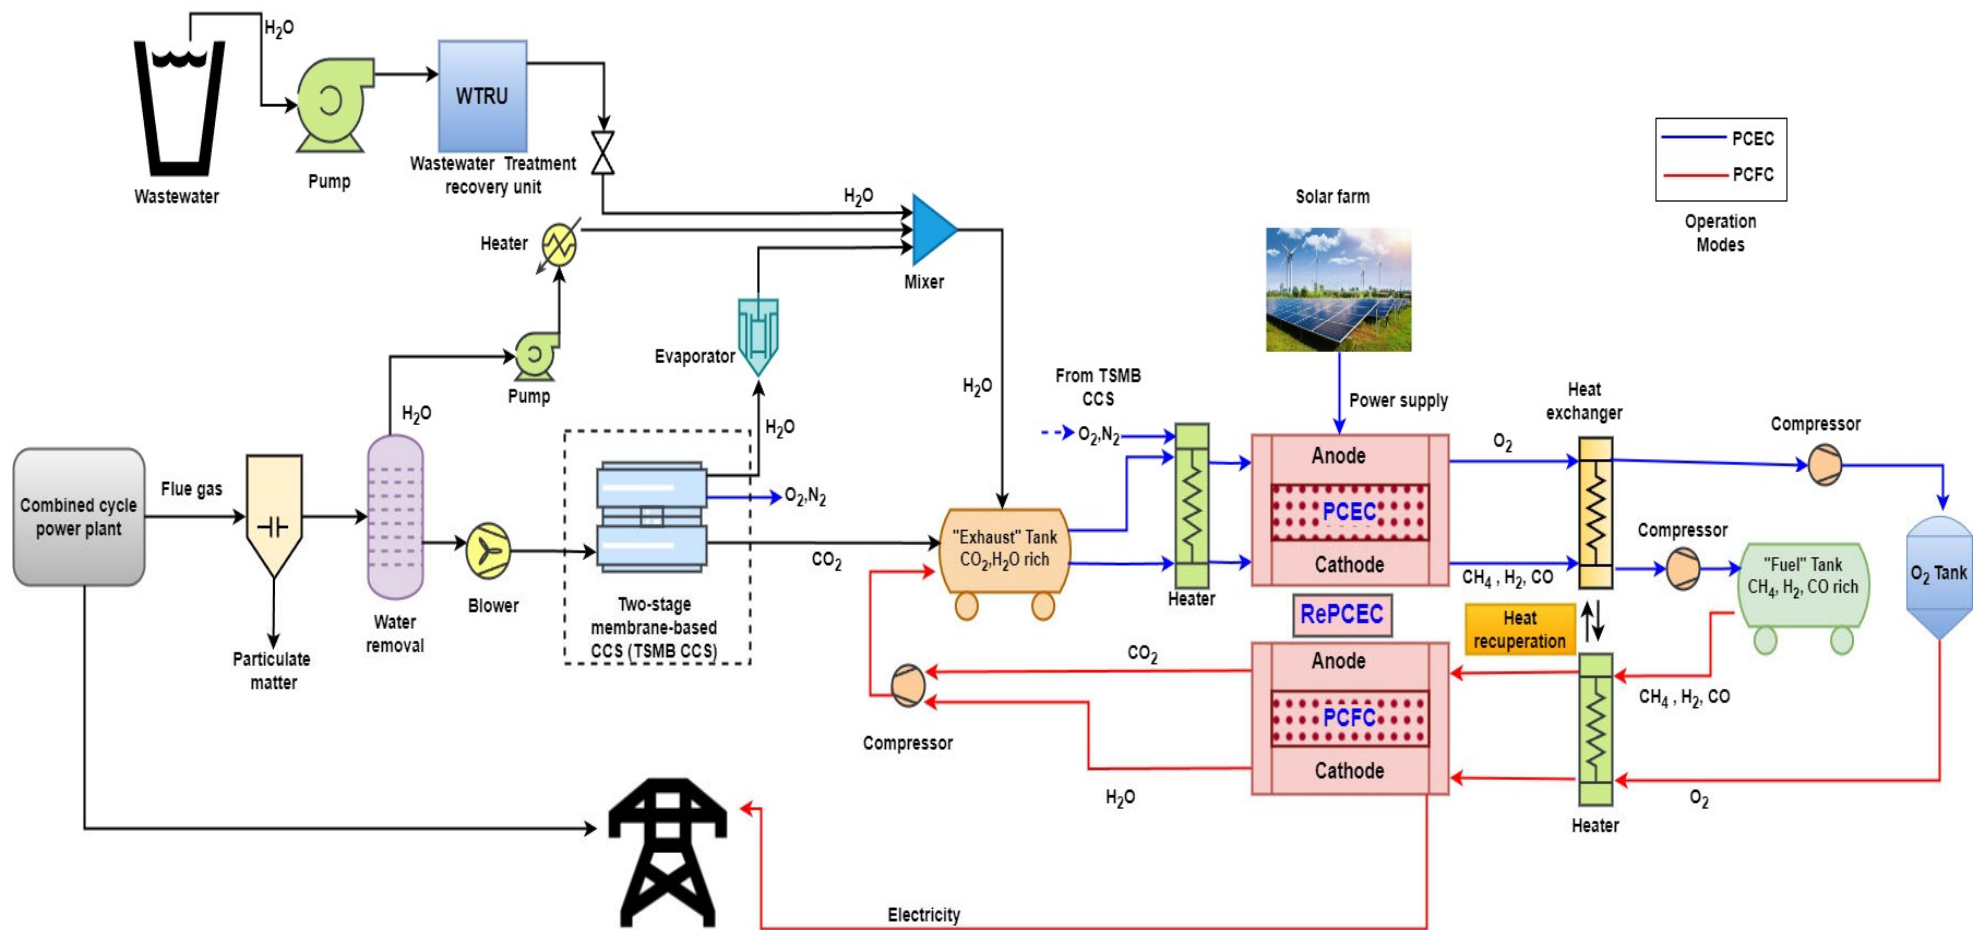 H2O
WTRU
Wastewater
Pump
Wastewater Treatment
recovery unit
PCEC
PCFC
Operation
Modes
H2O
Solar farm
Heater
Mixer
Evaporator
Pump
H2O
H2O
H2O
From TSMB
CCS
O2,N2
Power supply
Heat
exchanger
Compressor
Combined cycle
power plant
Flue gas
O2,N2
CO2
"Exhaust" Tank
CO2,H2O rich
Anode
PCEC
Cathode
O2
CH4 , H2, CO
Compressor
"Fuel" Tank
CH4, H2, CO rich
O2 Tank
Water
removal
Blower
Two-stage
membrane-based
CCS (TSMB CCS)
Heater
RePCEC
Heat
recuperation
Particulate
matter
CO2
Anode
PCFC
Cathode
CH4 , H2, CO
Compressor
H2O
O2
Heater
Electricity